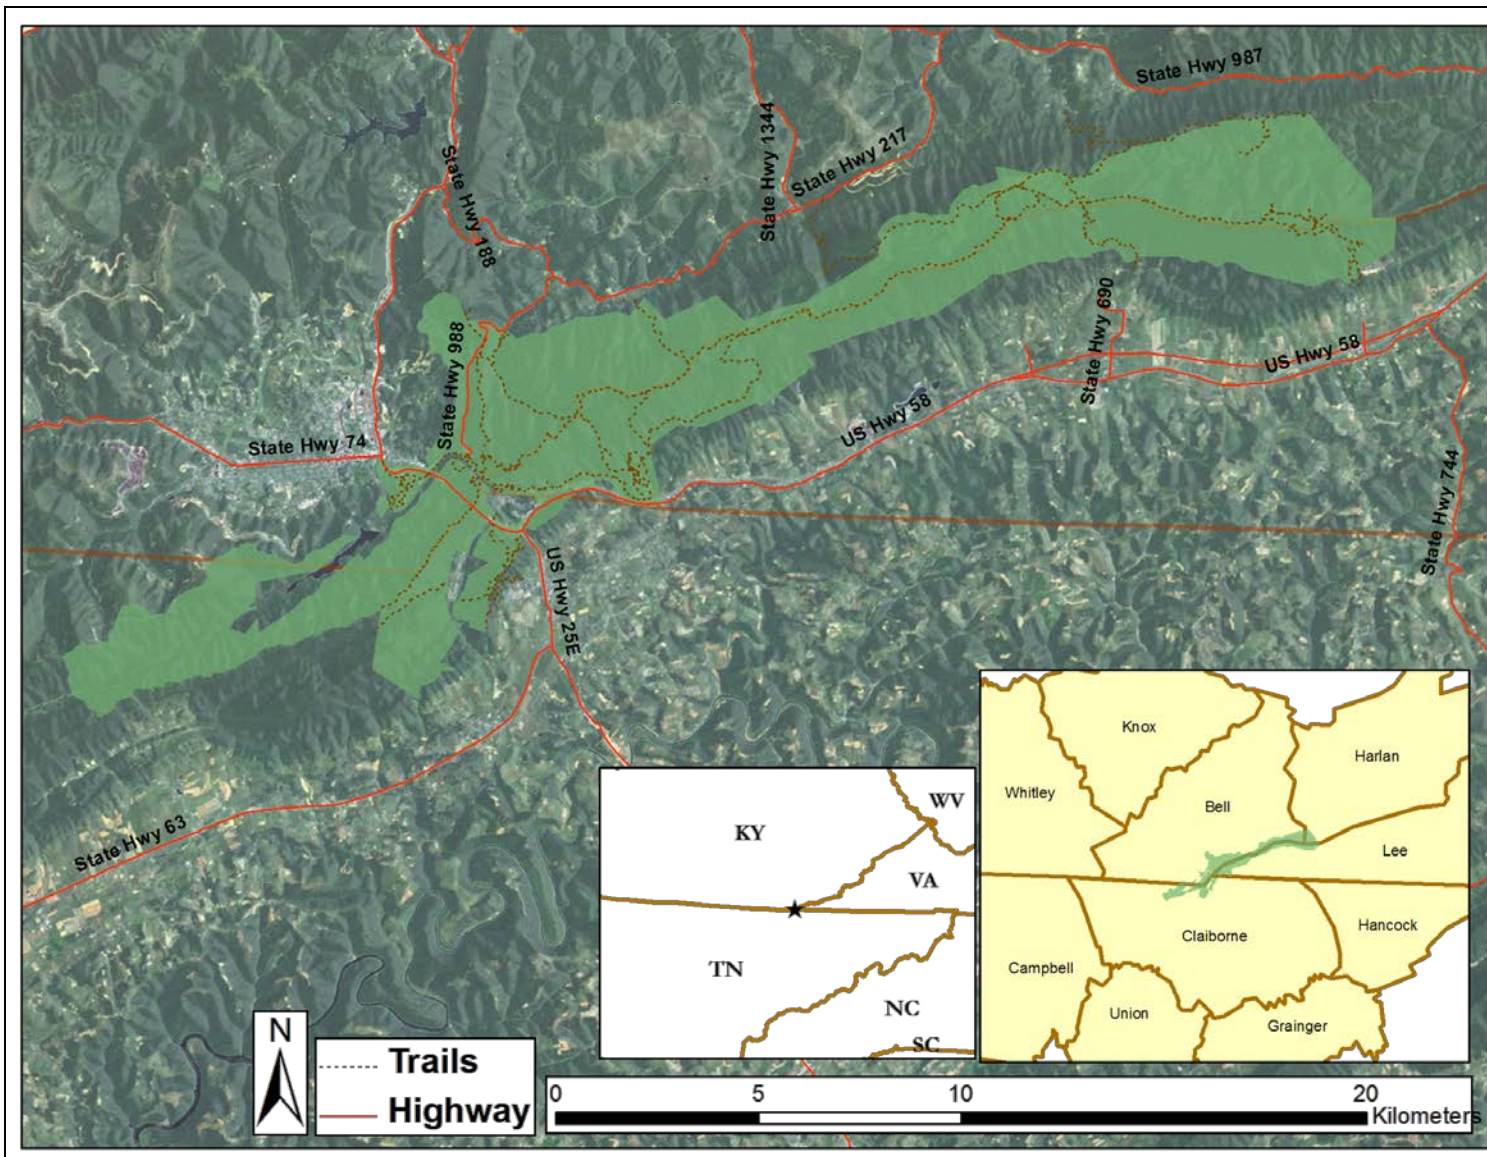 State Hwy 987
State Hwy 1344
State Hwy 217
State Hwy 188
State Hwy 988
State Hwy 690
US Hwy 58
US Hwy 58
State Hwy 74
State Hwy 744
US Hwy 25E
State Hwy 63
Knox
Harlan
Whitley
Bell
Lee
Claiborne
Hancock
Campbell
Union
Grainger
WV
KY
VA
TN
NC
SC
N
Trails
Highway
0 5 10 20
Kilometers